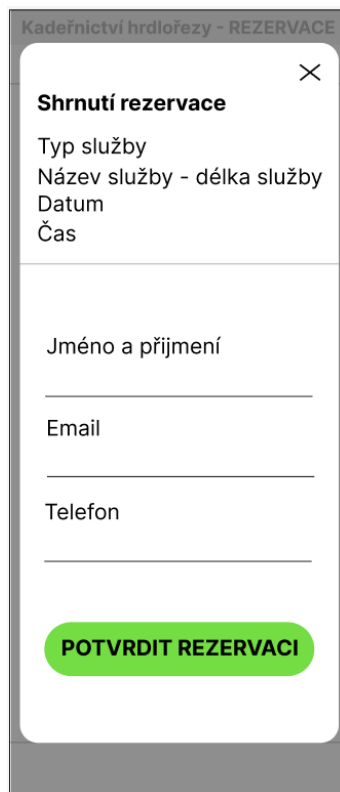 Kadeřnictví hrdlořezy - REZERVACE
Shrnutí rezervace
Typ služby
Název služby - délka služby
Datum
Čas
Jméno a přijmení
Email
Telefon
POTVRDIT REZERVACI